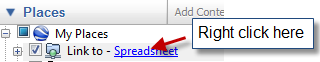 Places
Add Conte
Right click here
My Places
Link to - Spreadsheet